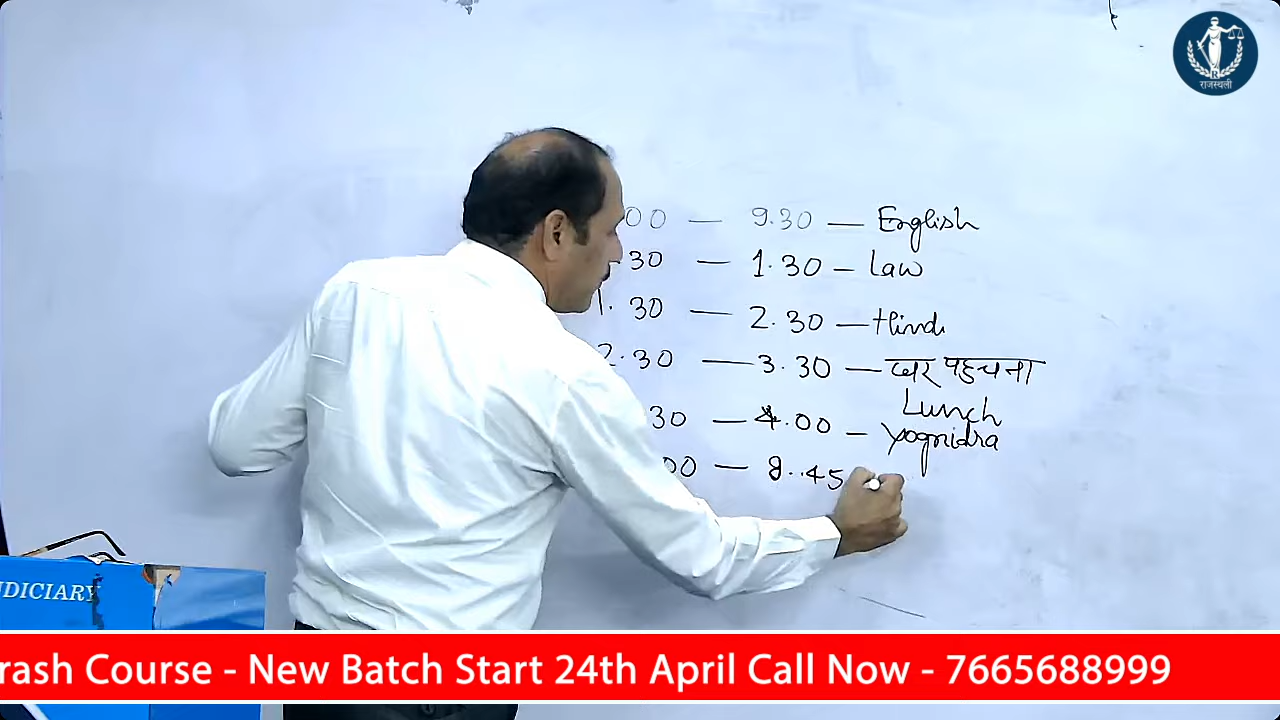 राजस्थली
00 — 9.30 — English
30 — 1.30 — Law
1.30 — 2.30 — Hindi
2.30 — 3.30 — घर पहुचना
Lunch
30 — 4.00 — yognidra
00 — 8.45
UDICIARY
rash Course - New Batch Start 24th April Call Now - 7665688999